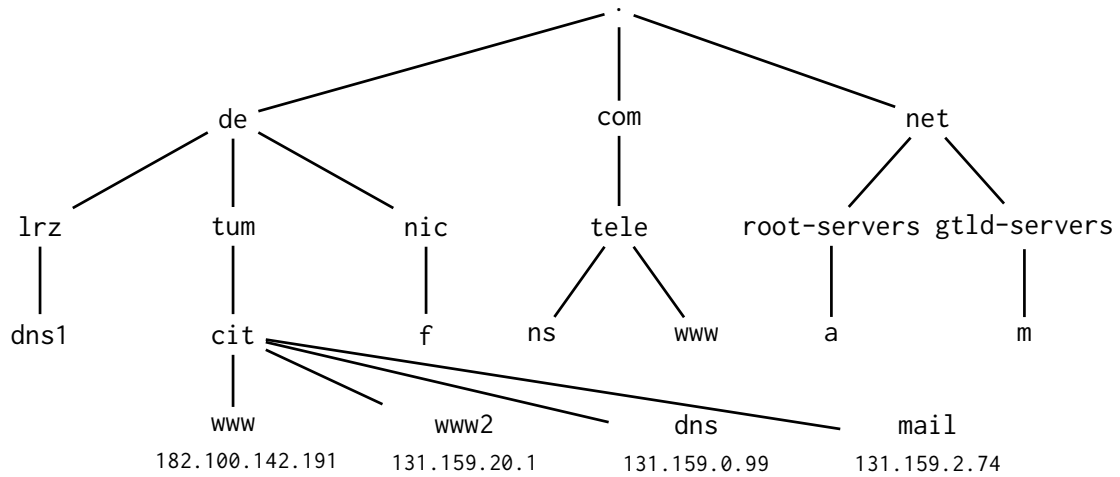 .
de com net
lrz tum nic tele root-servers gtld-servers
dns1 cit f ns www a m
www www2 dns mail
182.100.142.191 131.159.20.1 131.159.0.99 131.159.2.74